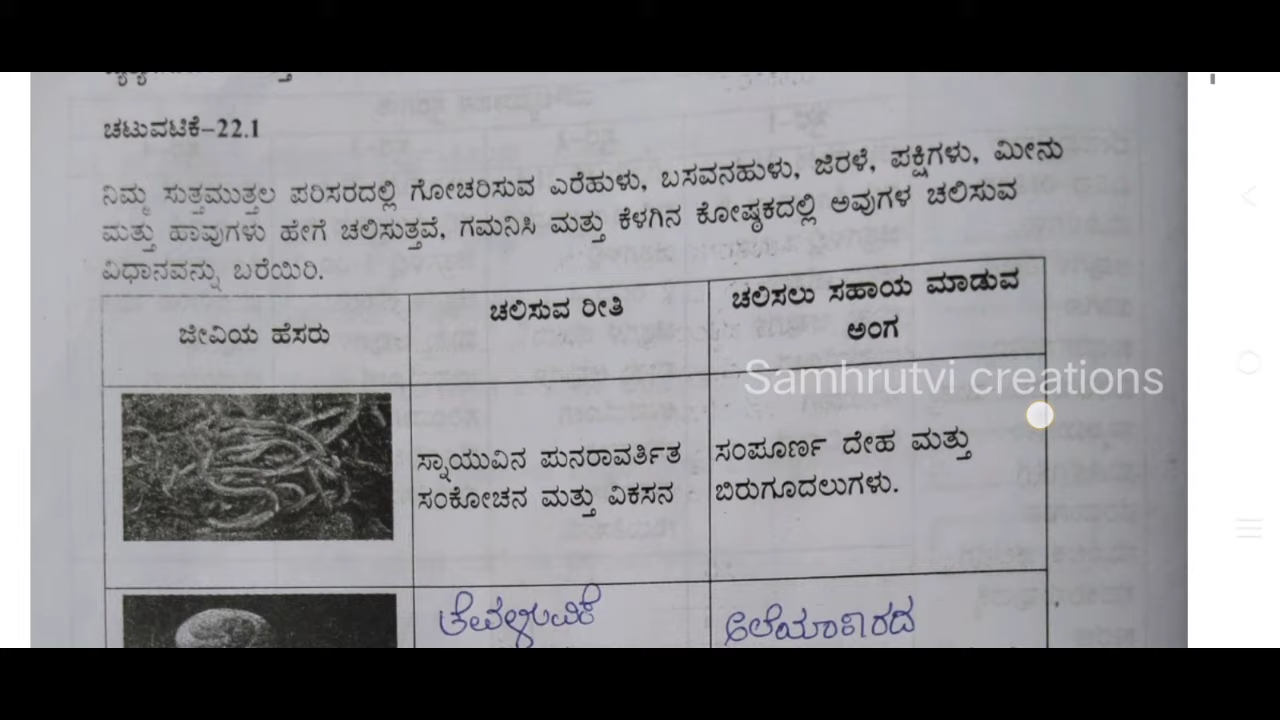 ಚಟುವಟಿಕೆ-22.1
ನಿಮ್ಮ ಸುತ್ತಮುತ್ತಲ ಪರಿಸರದಲ್ಲಿ ಗೋಚರಿಸುವ ಎರೆಹುಳು, ಬಸವನಹುಳು, ಜಿರಳೆ, ಪಕ್ಷಿಗಳು, ಮೀನು
ಮತ್ತು ಹಾವುಗಳು ಹೇಗೆ ಚಲಿಸುತ್ತವೆ, ಗಮನಿಸಿ ಮತ್ತು ಕೆಳಗಿನ ಕೋಷ್ಠಕದಲ್ಲಿ ಅವುಗಳ ಚಲಿಸುವ
ವಿಧಾನವನ್ನು ಬರೆಯಿರಿ.
ಜೀವಿಯ ಹೆಸರು
ಚಲಿಸುವ ರೀತಿ
ಚಲಿಸಲು ಸಹಾಯ ಮಾಡುವ
ಅಂಗ
Samhrutvi.creations
ಸ್ನಾಯುವಿನ ಪುನರಾವರ್ತಿತ
ಸಂಕೋಚನ ಮತ್ತು ವಿಕಸನ
ಸಂಪೂರ್ಣ ದೇಹ ಮತ್ತು
ಬಿರುಗೂದಲುಗಳು.
ತೆವಳುವಿಕೆ
ಅಲೆಯಾಕಾರದ